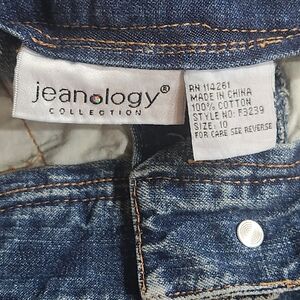 jeanology®
COLLECTION
RN 114261
MADE IN CHINA
100% COTTON
STYLE NO: F3239
SIZE: 10
FOR CARE SEE REVERSE